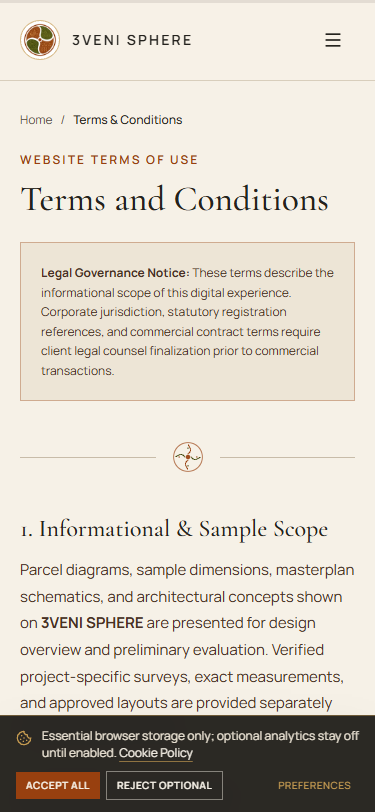 3VENI SPHERE
Home / Terms & Conditions
WEBSITE TERMS OF USE
Terms and Conditions
Legal Governance Notice: These terms describe the
informational scope of this digital experience.
Corporate jurisdiction, statutory registration
references, and commercial contract terms require
client legal counsel finalization prior to commercial
transactions.
1. Informational & Sample Scope
Parcel diagrams, sample dimensions, masterplan
schematics, and architectural concepts shown
on 3VENI SPHERE are presented for design
overview and preliminary evaluation. Verified
project-specific surveys, exact measurements,
and approved layouts are provided separately
Essential browser storage only; optional analytics stay off
until enabled. Cookie Policy
ACCEPT ALL REJECT OPTIONAL PREFERENCES